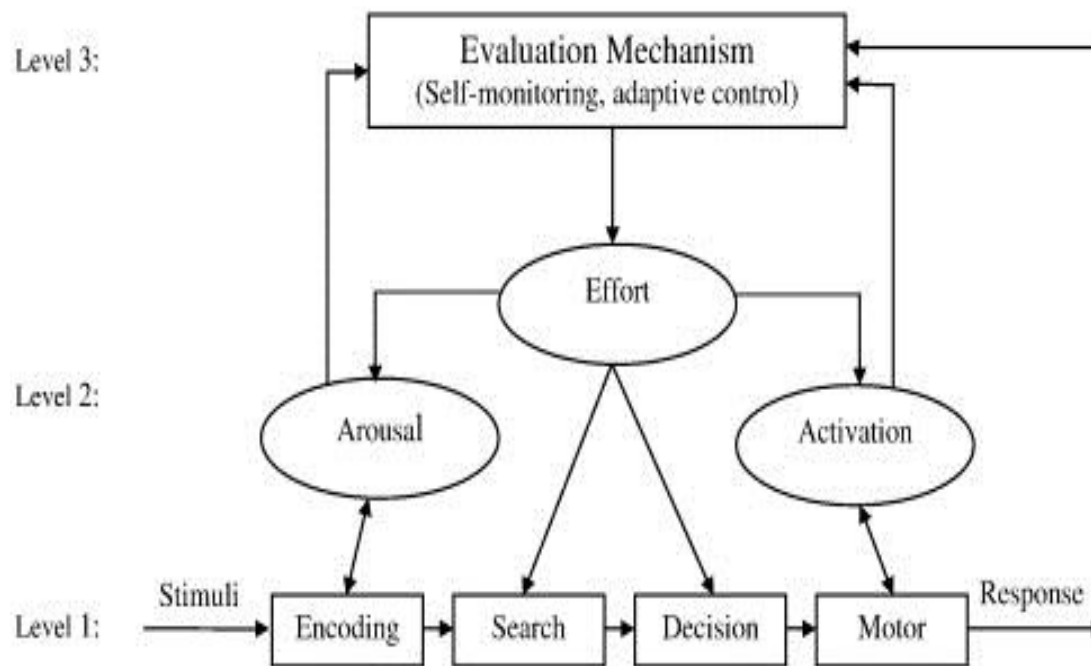 Level 3:
Evaluation Mechanism
(Self-monitoring, adaptive control)
Effort
Level 2:
Arousal
Activation
Stimuli
Response
Level 1:
Encoding
Search
Decision
Motor